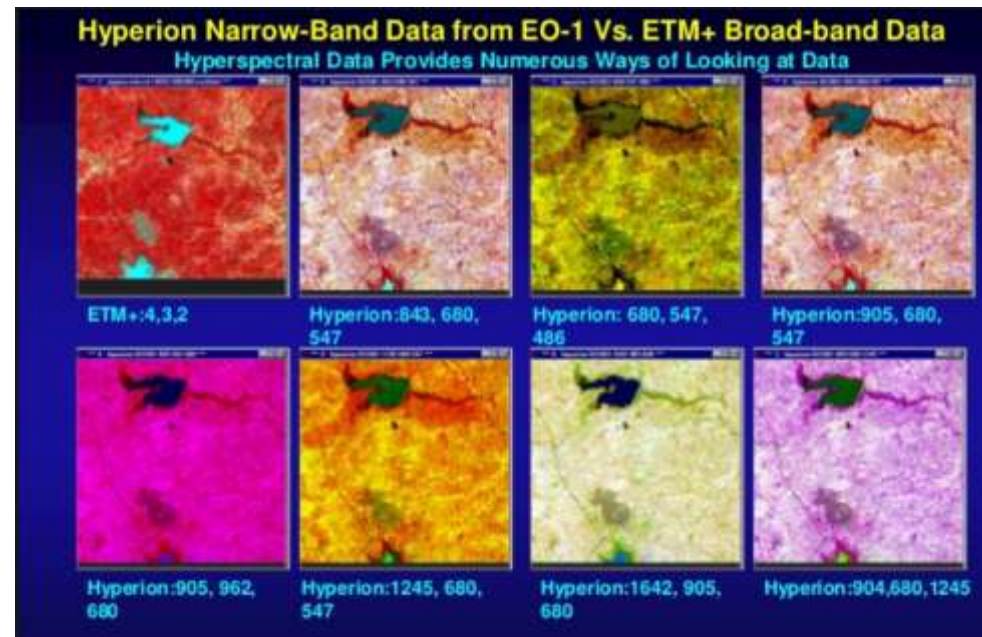 Hyperion Narrow-Band Data from EO-1 Vs. ETM+ Broad-band Data
Hyperspectral Data Provides Numerous Ways of Looking at Data
ETM+:4,3,2
Hyperion:843, 680,
547
Hyperion: 680, 547,
486
Hyperion:905, 680,
547
Hyperion:905, 962,
680
Hyperion:1245, 680,
547
Hyperion:1642, 905,
680
Hyperion:904,680,1245